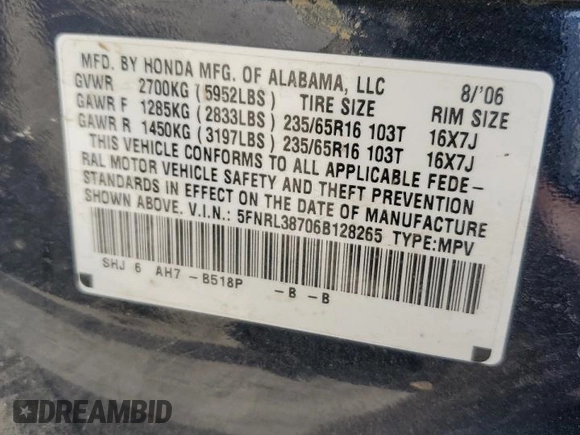 MFD. BY HONDA MFG. OF ALABAMA, LLC 8/'06
GVWR 2700KG (5952LBS) TIRE SIZE RIM SIZE
GAWR F 1285KG (2833LBS) 235/65R16 103T 16X7J
GAWR R 1450KG (3197LBS) 235/65R16 103T 16X7J
THIS VEHICLE CONFORMS TO ALL APPLICABLE FEDE-
RAL MOTOR VEHICLE SAFETY AND THEFT PREVENTION
STANDARDS IN EFFECT ON THE DATE OF MANUFACTURE
SHOWN ABOVE. V.I.N.: 5FNRL38706B128265 TYPE:MPV
SHJ 6 AH7 -B518P -B -B
DREAMBID